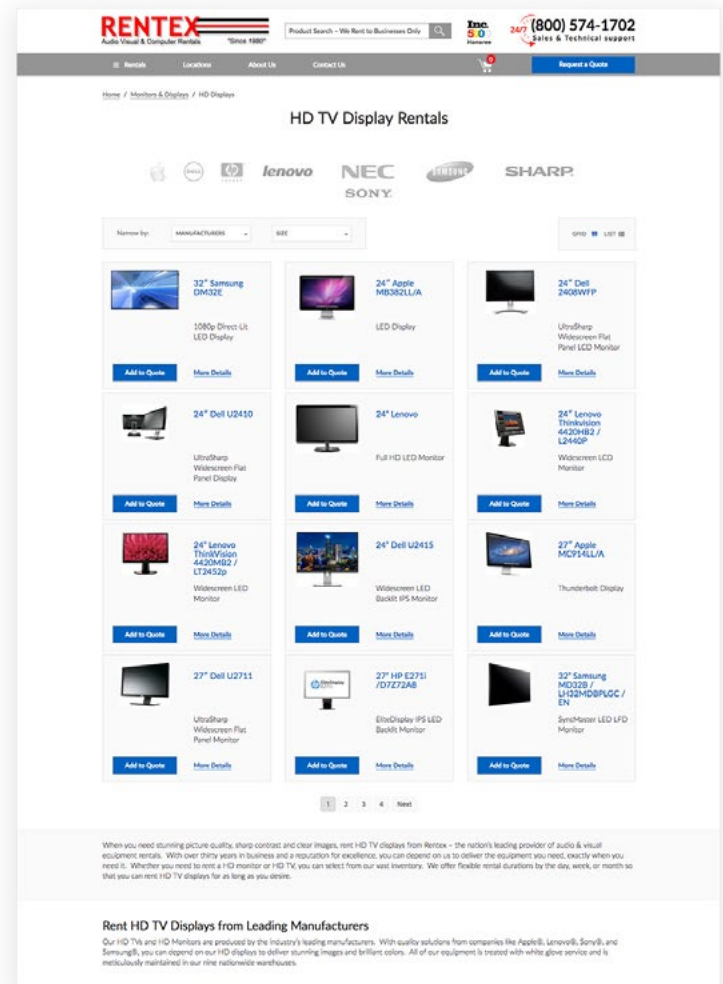 RENTEX
Audio Visual & Computer Rentals "Since 1980"
Product Search – We Rent to Businesses Only
Inc.
5000
Honoree
24/7 (800) 574-1702
Sales & Technical support
Rentals Locations About Us Contact Us 0 Request a Quote
Home / Monitors & Displays / HD Displays
HD TV Display Rentals
DELL hp lenovo NEC SAMSUNG SHARP
SONY
Narrow by: MANUFACTURERS SIZE GRID LIST
32" Samsung DM32E
1080p Direct-Lit LED Display
Add to Quote More Details
24" Apple MB382LL/A
LED Display
Add to Quote More Details
24" Dell 2408WFP
UltraSharp Widescreen Flat Panel LCD Monitor
Add to Quote More Details
24" Dell U2410
UltraSharp Widescreen Flat Panel Display
Add to Quote More Details
24" Lenovo
Full HD LED Monitor
Add to Quote More Details
24" Lenovo Thinkvision 4420HB2 / L2440P
Widescreen LCD Monitor
Add to Quote More Details
24" Lenovo ThinkVision 4420MB2 / LT2452p
Widescreen LED Monitor
Add to Quote More Details
24" Dell U2415
Widescreen LED Backlit IPS Monitor
Add to Quote More Details
27" Apple MC914LL/A
Thunderbolt Display
Add to Quote More Details
27" Dell U2711
UltraSharp Widescreen Flat Panel Monitor
Add to Quote More Details
27" HP E271i /D7Z72A8
EliteDisplay IPS LED Backlit Monitor
Add to Quote More Details
32" Samsung MD32B / LH32MDBPLGC / EN
SyncMaster LED LFD Monitor
Add to Quote More Details
1 2 3 4 Next
When you need stunning picture quality, sharp contrast and clear images, rent HD TV displays from Rentex – the nation's leading provider of audio & visual
equipment rentals. With over thirty years in business and a reputation for excellence, you can depend on us to deliver the equipment you need, exactly when you
need it. Whether you need to rent a HD monitor or HD TV, you can select from our vast inventory. We offer flexible rental durations by the day, week, or month so
that you can rent HD TV displays for as long as you desire.
Rent HD TV Displays from Leading Manufacturers
Our HD TVs and HD Monitors are produced by the industry's leading manufacturers. With quality solutions from companies like Apple®, Lenovo®, Sony®, and
Samsung®, you can depend on our HD displays to deliver stunning images and brilliant colors. All of our equipment is treated with white glove service and is
meticulously maintained in our nine nationwide warehouses.